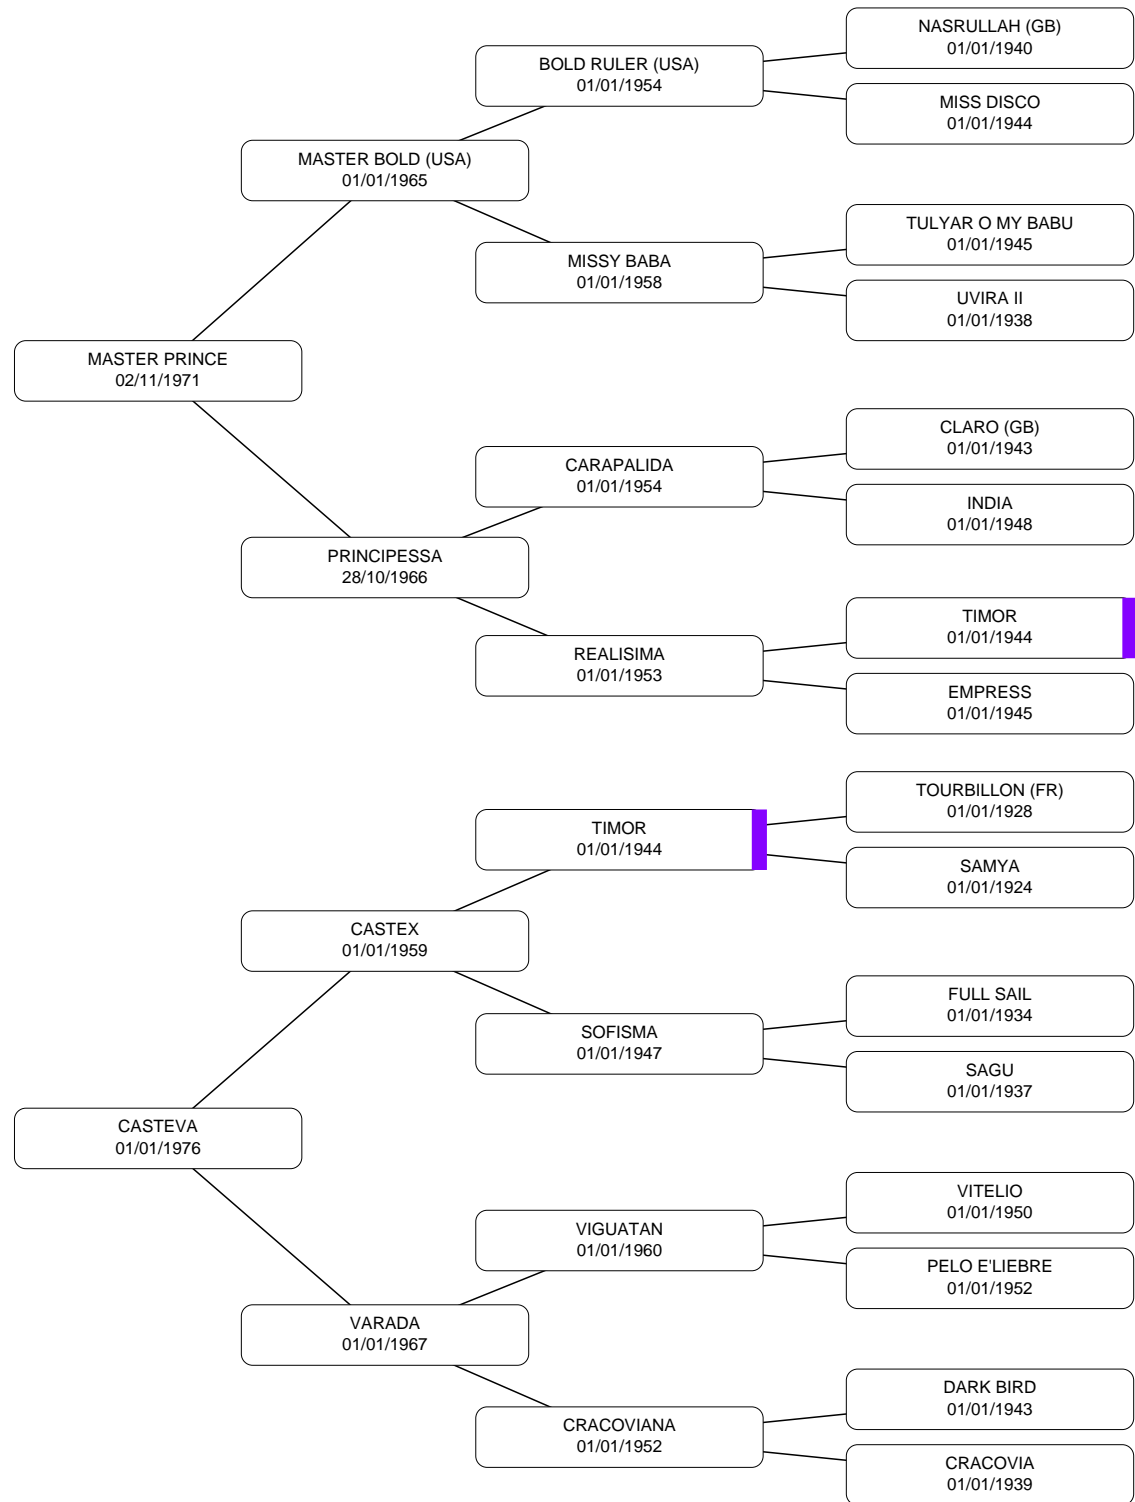 NASRULLAH (GB)
01/01/1940
BOLD RULER (USA)
01/01/1954
MISS DISCO
01/01/1944
MASTER BOLD (USA)
01/01/1965
TULYAR O MY BABU
01/01/1945
MISSY BABA
01/01/1958
UVIRA II
01/01/1938
MASTER PRINCE
02/11/1971
CLARO (GB)
01/01/1943
CARAPALIDA
01/01/1954
INDIA
01/01/1948
PRINCIPESSA
28/10/1966
TIMOR
01/01/1944
REALISIMA
01/01/1953
EMPRESS
01/01/1945
TOURBILLON (FR)
01/01/1928
TIMOR
01/01/1944
SAMYA
01/01/1924
CASTEX
01/01/1959
FULL SAIL
01/01/1934
SOFISMA
01/01/1947
SAGU
01/01/1937
CASTEVA
01/01/1976
VITELIO
01/01/1950
VIGUATAN
01/01/1960
PELO E'LIEBRE
01/01/1952
VARADA
01/01/1967
DARK BIRD
01/01/1943
CRACOVIANA
01/01/1952
CRACOVIA
01/01/1939